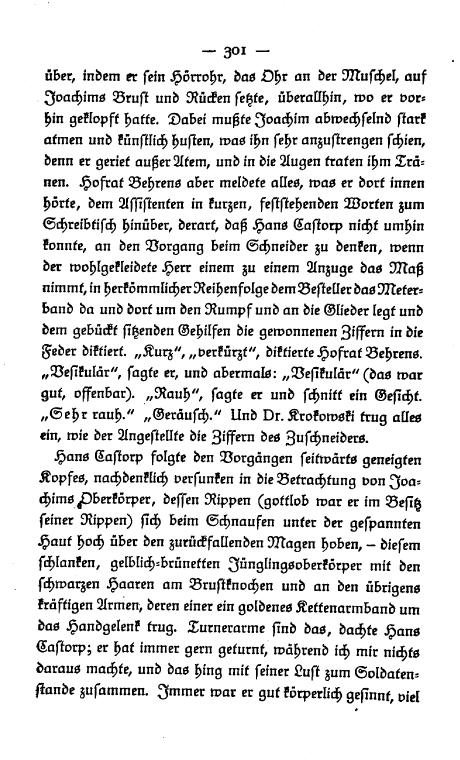 — 301 —
über, indem er sein Hörrohr, das Ohr an der Muschel, auf
Joachims Brust und Rücken setzte, überallhin, wo er vor-
hin geklopft hatte. Dabei mußte Joachim abwechselnd stark
atmen und künstlich husten, was ihn sehr anzustrengen schien,
denn er geriet außer Atem, und in die Augen traten ihm Trä-
nen. Hofrat Behrens aber meldete alles, was er dort innen
hörte, dem Assistenten in kurzen, feststehenden Worten zum
Schreibtisch hinüber, derart, daß Hans Castorp nicht umhin
konnte, an den Vorgang beim Schneider zu denken, wenn
der wohlgekleidete Herr einem zu einem Anzuge das Maß
nimmt, in herkömmlicher Reihenfolge dem Besteller das Meter-
band da und dort um den Rumpf und an die Glieder legt und
dem gebückt sitzenden Gehilfen die gewonnenen Ziffern in die
Feder diktiert. „Kurz“, „verkürzt“, diktierte Hofrat Behrens.
„Vesikulär“, sagte er, und abermals: „Vesikulär“ (das war
gut, offenbar). „Rauh“, sagte er und schnitt ein Gesicht.
„Sehr rauh.“ „Geräusch.“ Und Dr. Krokowski trug alles
ein, wie der Angestellte die Ziffern des Zuschneiders.
Hans Castorp folgte den Vorgängen seitwärts geneigten
Kopfes, nachdenklich versunken in die Betrachtung von Joa-
chims Oberkörper, dessen Rippen (gottlob war er im Besitz
seiner Rippen) sich beim Schnaufen unter der gespannten
Haut hoch über den zurückfallenden Magen hoben, – diesem
schlanken, gelblich-brünetten Jünglingsoberkörper mit den
schwarzen Haaren am Brustknochen und an den übrigens
kräftigen Armen, deren einer ein goldenes Kettenarmband um
das Handgelenk trug. Turnerarme sind das, dachte Hans
Castorp; er hat immer gern geturnt, während ich mir nichts
daraus machte, und das hing mit seiner Lust zum Soldaten-
stande zusammen. Immer war er gut körperlich gesinnt, viel